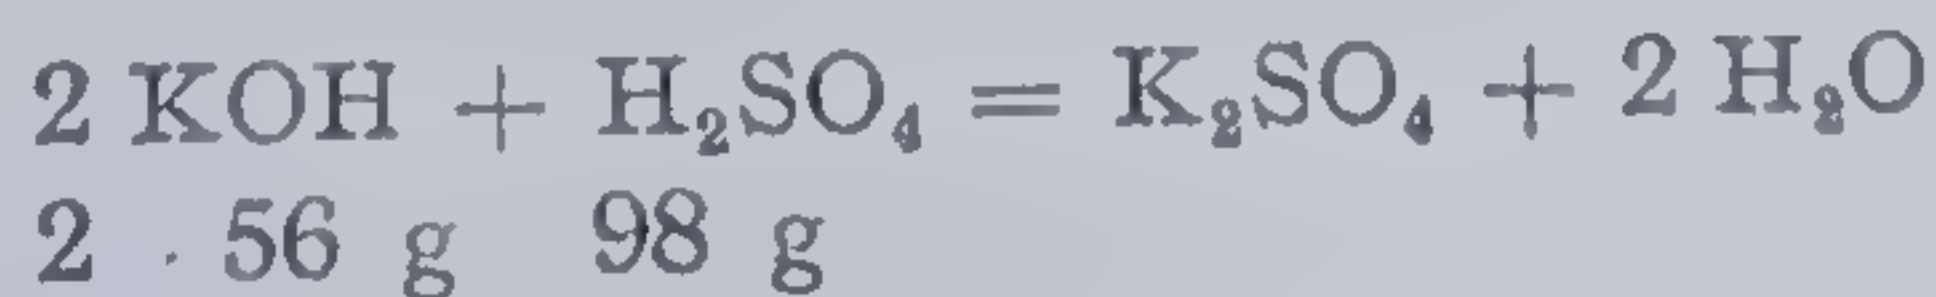 2 KOH + H₂SO₄ = K₂SO₄ + 2 H₂O
2 · 56 g 98 g